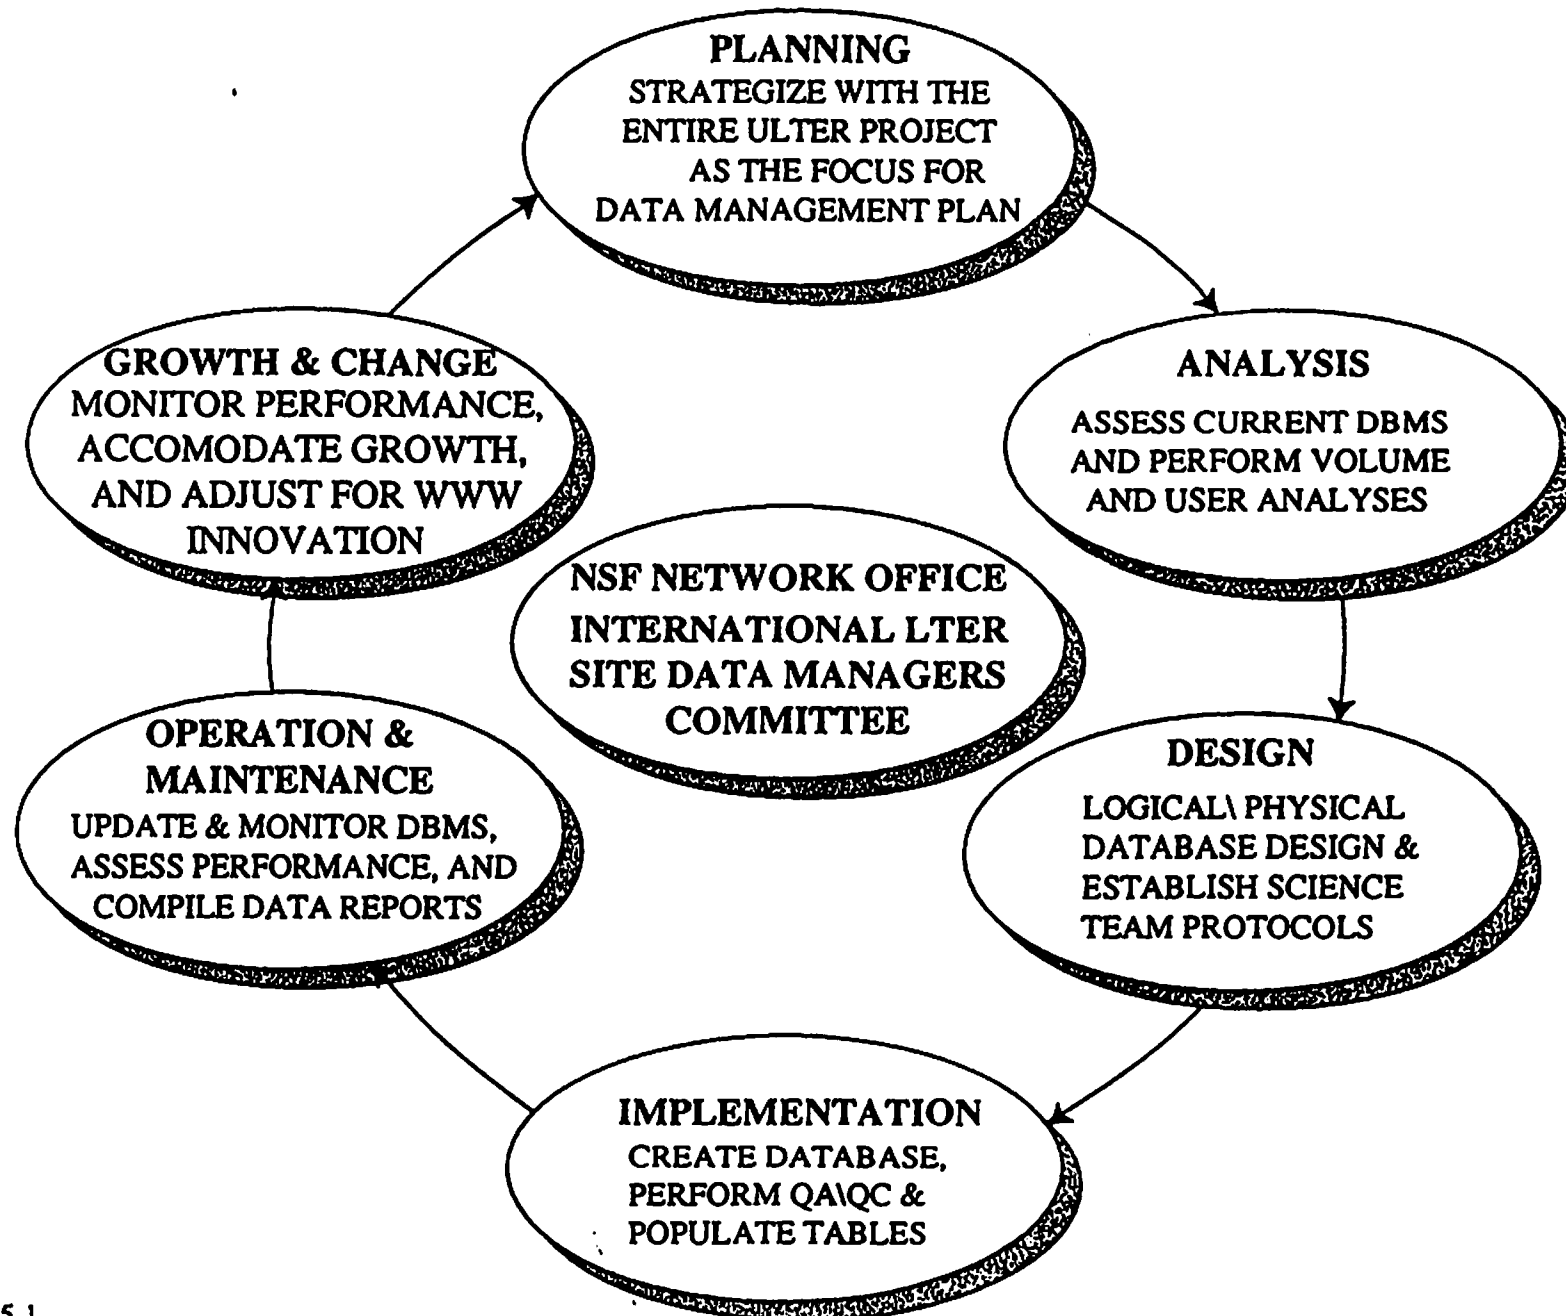 PLANNING
STRATEGIZE WITH THE
ENTIRE ULTER PROJECT
AS THE FOCUS FOR
DATA MANAGEMENT PLAN
GROWTH & CHANGE
MONITOR PERFORMANCE,
ACCOMODATE GROWTH,
AND ADJUST FOR WWW
INNOVATION
ANALYSIS
ASSESS CURRENT DBMS
AND PERFORM VOLUME
AND USER ANALYSES
NSF NETWORK OFFICE
INTERNATIONAL LTER
SITE DATA MANAGERS
COMMITTEE
OPERATION &
MAINTENANCE
UPDATE & MONITOR DBMS,
ASSESS PERFORMANCE, AND
COMPILE DATA REPORTS
DESIGN
LOGICAL\ PHYSICAL
DATABASE DESIGN &
ESTABLISH SCIENCE
TEAM PROTOCOLS
IMPLEMENTATION
CREATE DATABASE,
PERFORM QA\QC &
POPULATE TABLES